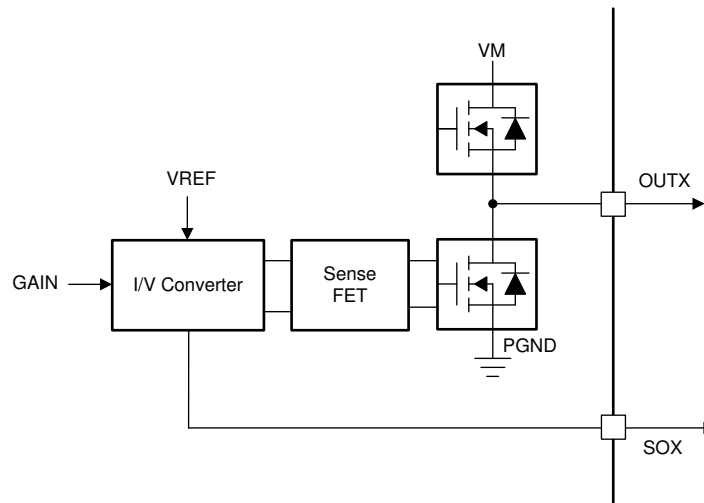 VM
OUTX
VREF
GAIN
I/V Converter
Sense
FET
PGND
SOX